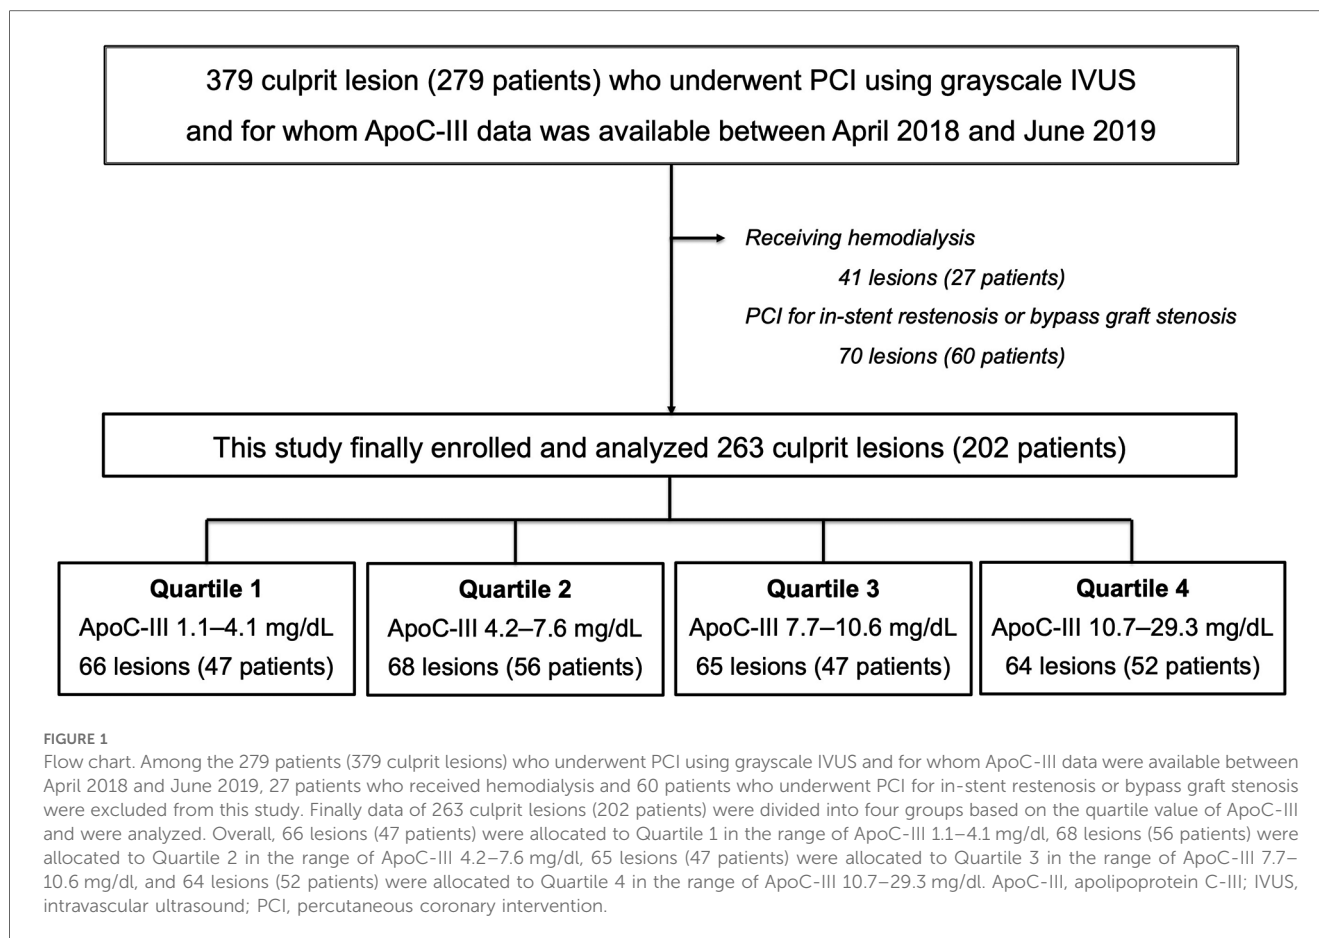 379 culprit lesion (279 patients) who underwent PCI using grayscale IVUS
and for whom ApoC-III data was available between April 2018 and June 2019
Receiving hemodialysis
41 lesions (27 patients)
PCI for in-stent restenosis or bypass graft stenosis
70 lesions (60 patients)
This study finally enrolled and analyzed 263 culprit lesions (202 patients)
Quartile 1
ApoC-III 1.1–4.1 mg/dL
66 lesions (47 patients)
Quartile 2
ApoC-III 4.2–7.6 mg/dL
68 lesions (56 patients)
Quartile 3
ApoC-III 7.7–10.6 mg/dL
65 lesions (47 patients)
Quartile 4
ApoC-III 10.7–29.3 mg/dL
64 lesions (52 patients)
FIGURE 1
Flow chart. Among the 279 patients (379 culprit lesions) who underwent PCI using grayscale IVUS and for whom ApoC-III data were available between
April 2018 and June 2019, 27 patients who received hemodialysis and 60 patients who underwent PCI for in-stent restenosis or bypass graft stenosis
were excluded from this study. Finally data of 263 culprit lesions (202 patients) were divided into four groups based on the quartile value of ApoC-III
and were analyzed. Overall, 66 lesions (47 patients) were allocated to Quartile 1 in the range of ApoC-III 1.1–4.1 mg/dl, 68 lesions (56 patients) were
allocated to Quartile 2 in the range of ApoC-III 4.2–7.6 mg/dl, 65 lesions (47 patients) were allocated to Quartile 3 in the range of ApoC-III 7.7–
10.6 mg/dl, and 64 lesions (52 patients) were allocated to Quartile 4 in the range of ApoC-III 10.7–29.3 mg/dl. ApoC-III, apolipoprotein C-III; IVUS,
intravascular ultrasound; PCI, percutaneous coronary intervention.